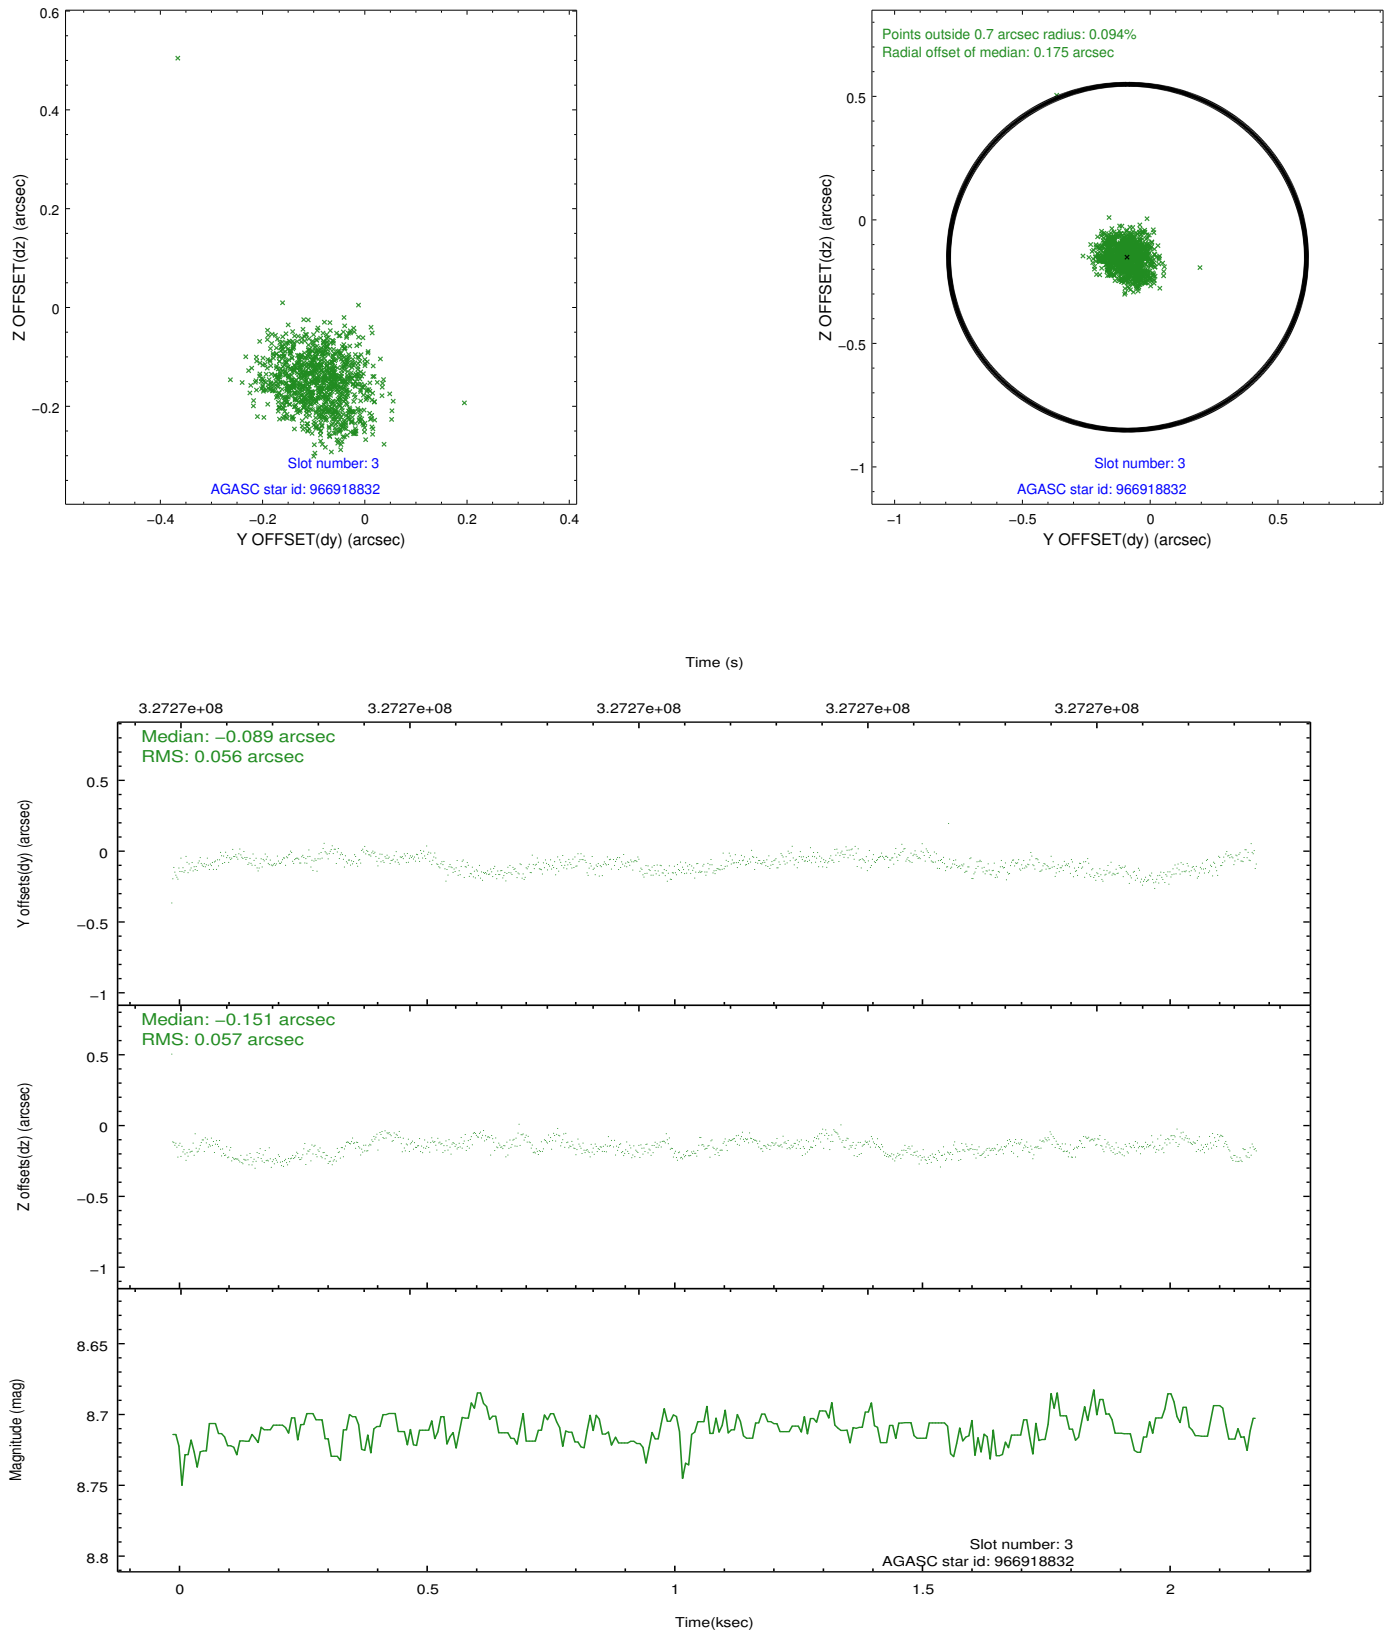 0.6
0.4
0.2
0
−0.2
−0.4
−0.2
0
0.2
0.4
Z OFFSET(dz) (arcsec)
Y OFFSET(dy) (arcsec)
Slot number: 3
AGASC star id: 966918832
Points outside 0.7 arcsec radius: 0.094%
Radial offset of median: 0.175 arcsec
0.5
0
−0.5
−1
−1
−0.5
0
0.5
Z OFFSET(dz) (arcsec)
Y OFFSET(dy) (arcsec)
Slot number: 3
AGASC star id: 966918832
Time (s)
3.2727e+08
3.2727e+08
3.2727e+08
3.2727e+08
3.2727e+08
Median: −0.089 arcsec
RMS: 0.056 arcsec
0.5
0
−0.5
−1
Y offsets(dy) (arcsec)
Median: −0.151 arcsec
RMS: 0.057 arcsec
0.5
0
−0.5
−1
Z offsets(dz) (arcsec)
8.65
8.7
8.75
8.8
Magnitude (mag)
Slot number: 3
AGASC star id: 966918832
0
0.5
1
1.5
2
Time(ksec)